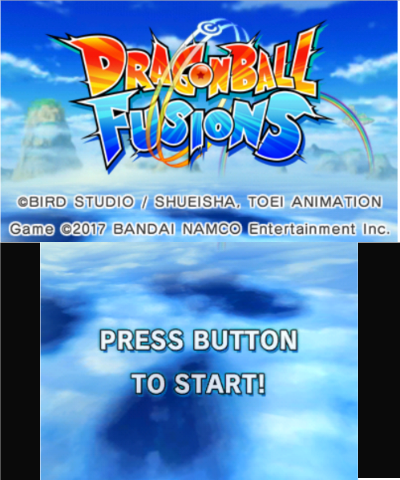 DRAGONBALL
FUSIONS
©BIRD STUDIO / SHUEISHA, TOEI ANIMATION
Game ©2017 BANDAI NAMCO Entertainment Inc.
PRESS BUTTON
TO START!